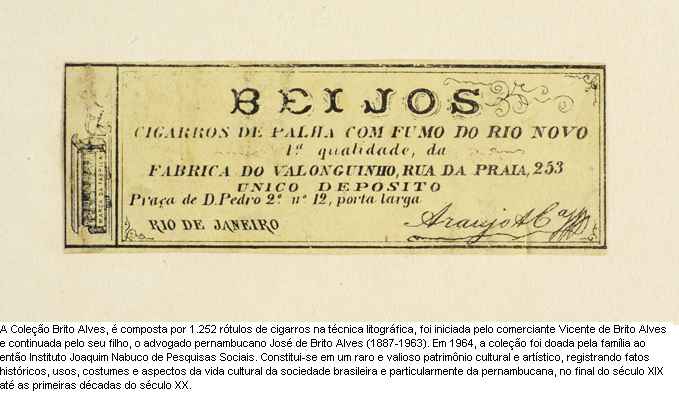 BEIJOS
CIGARROS DE PALHA COM FUMO DO RIO NOVO
1ª qualidade, da
FABRICA DO VALONGUINHO, RUA DA PRAIA, 253
UNICO DEPOSITO
Praça de D. Pedro 2º nº 12, porta larga
RIO DE JANEIRO
Araujo & Cª
A Coleção Brito Alves, é composta por 1.252 rótulos de cigarros na técnica litográfica, foi iniciada pelo comerciante Vicente de Brito Alves
e continuada pelo seu filho, o advogado pernambucano José de Brito Alves (1887-1963). Em 1964, a coleção foi doada pela família ao
então Instituto Joaquim Nabuco de Pesquisas Sociais. Constitui-se em um raro e valioso patrimônio cultural e artístico, registrando fatos
históricos, usos, costumes e aspectos da vida cultural da sociedade brasileira e particularmente da pernambucana, no final do século XIX
até as primeiras décadas do século XX.